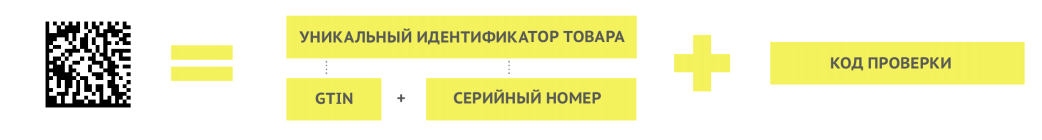 УНИКАЛЬНЫЙ ИДЕНТИФИКАТОР ТОВАРА
GTIN + СЕРИЙНЫЙ НОМЕР
КОД ПРОВЕРКИ